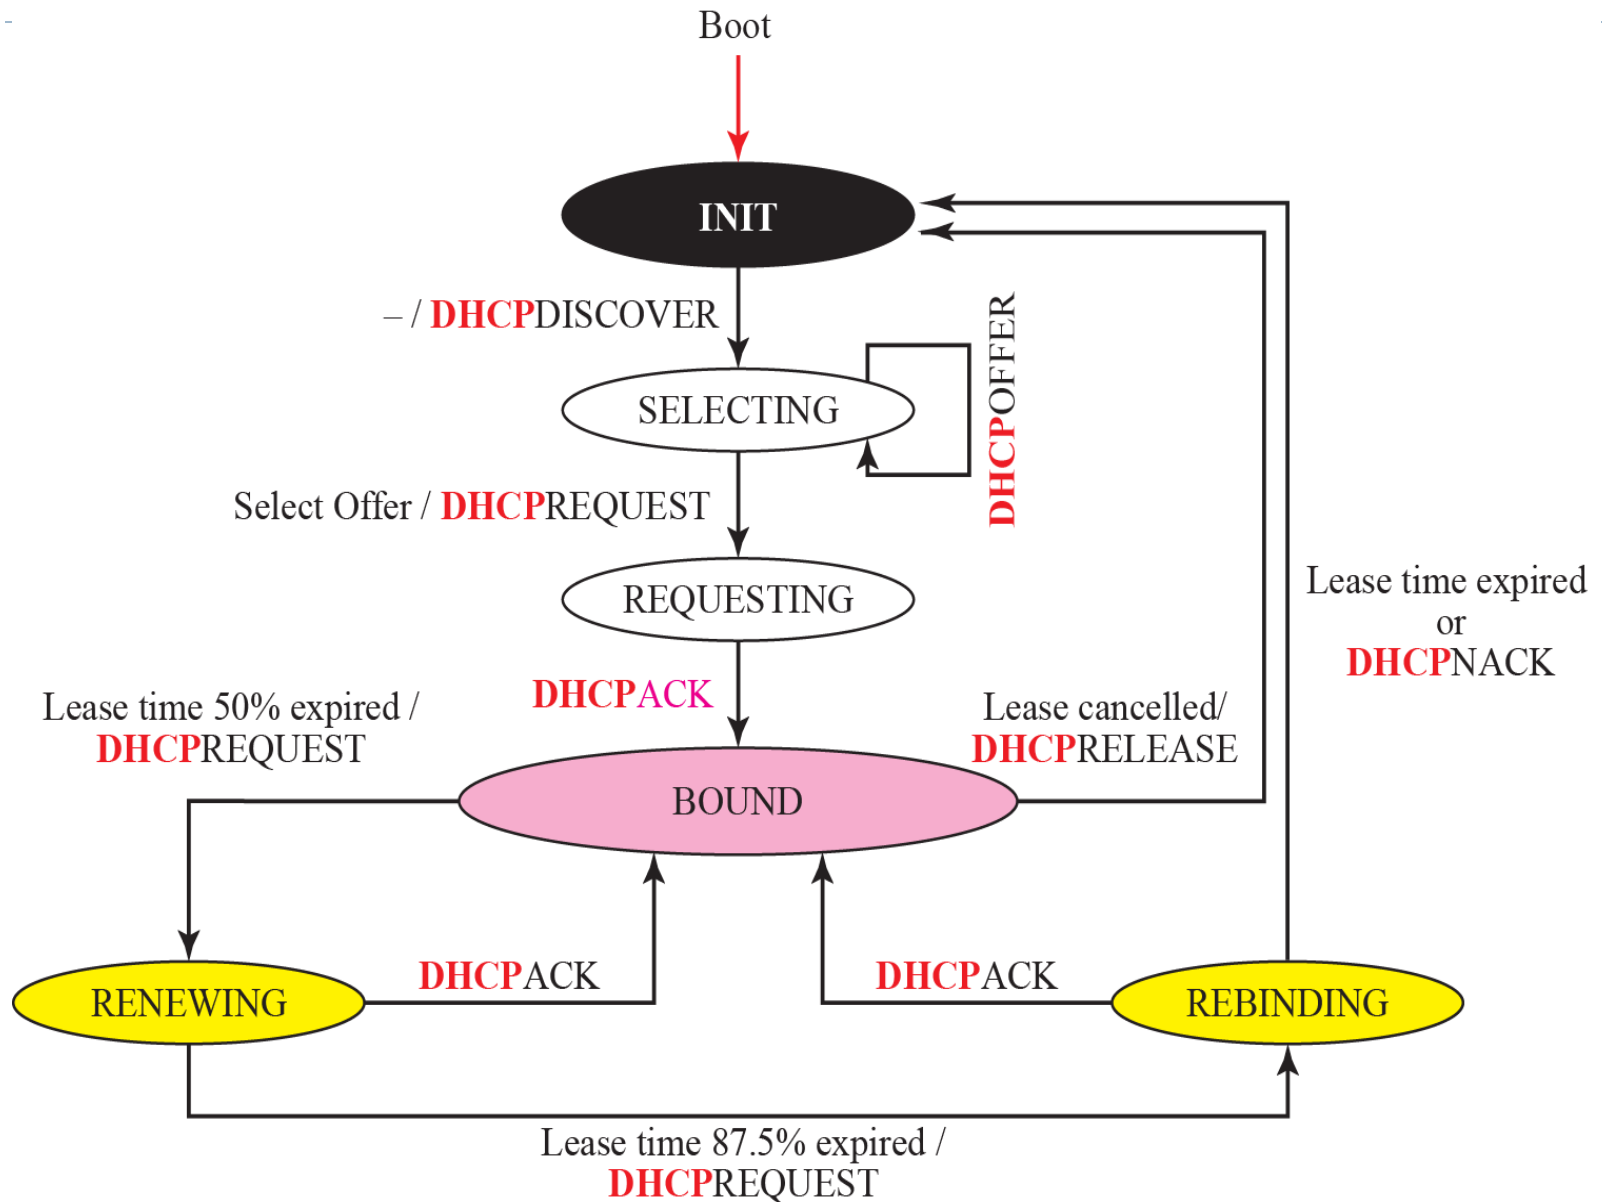 Boot
INIT
– / DHCPDISCOVER
DHCPOFFER
SELECTING
Select Offer / DHCPREQUEST
REQUESTING
Lease time expired
or
DHCPNACK
DHCPACK
Lease time 50% expired /
DHCPREQUEST
Lease cancelled/
DHCPRELEASE
BOUND
DHCPACK
DHCPACK
RENEWING
REBINDING
Lease time 87.5% expired /
DHCPREQUEST